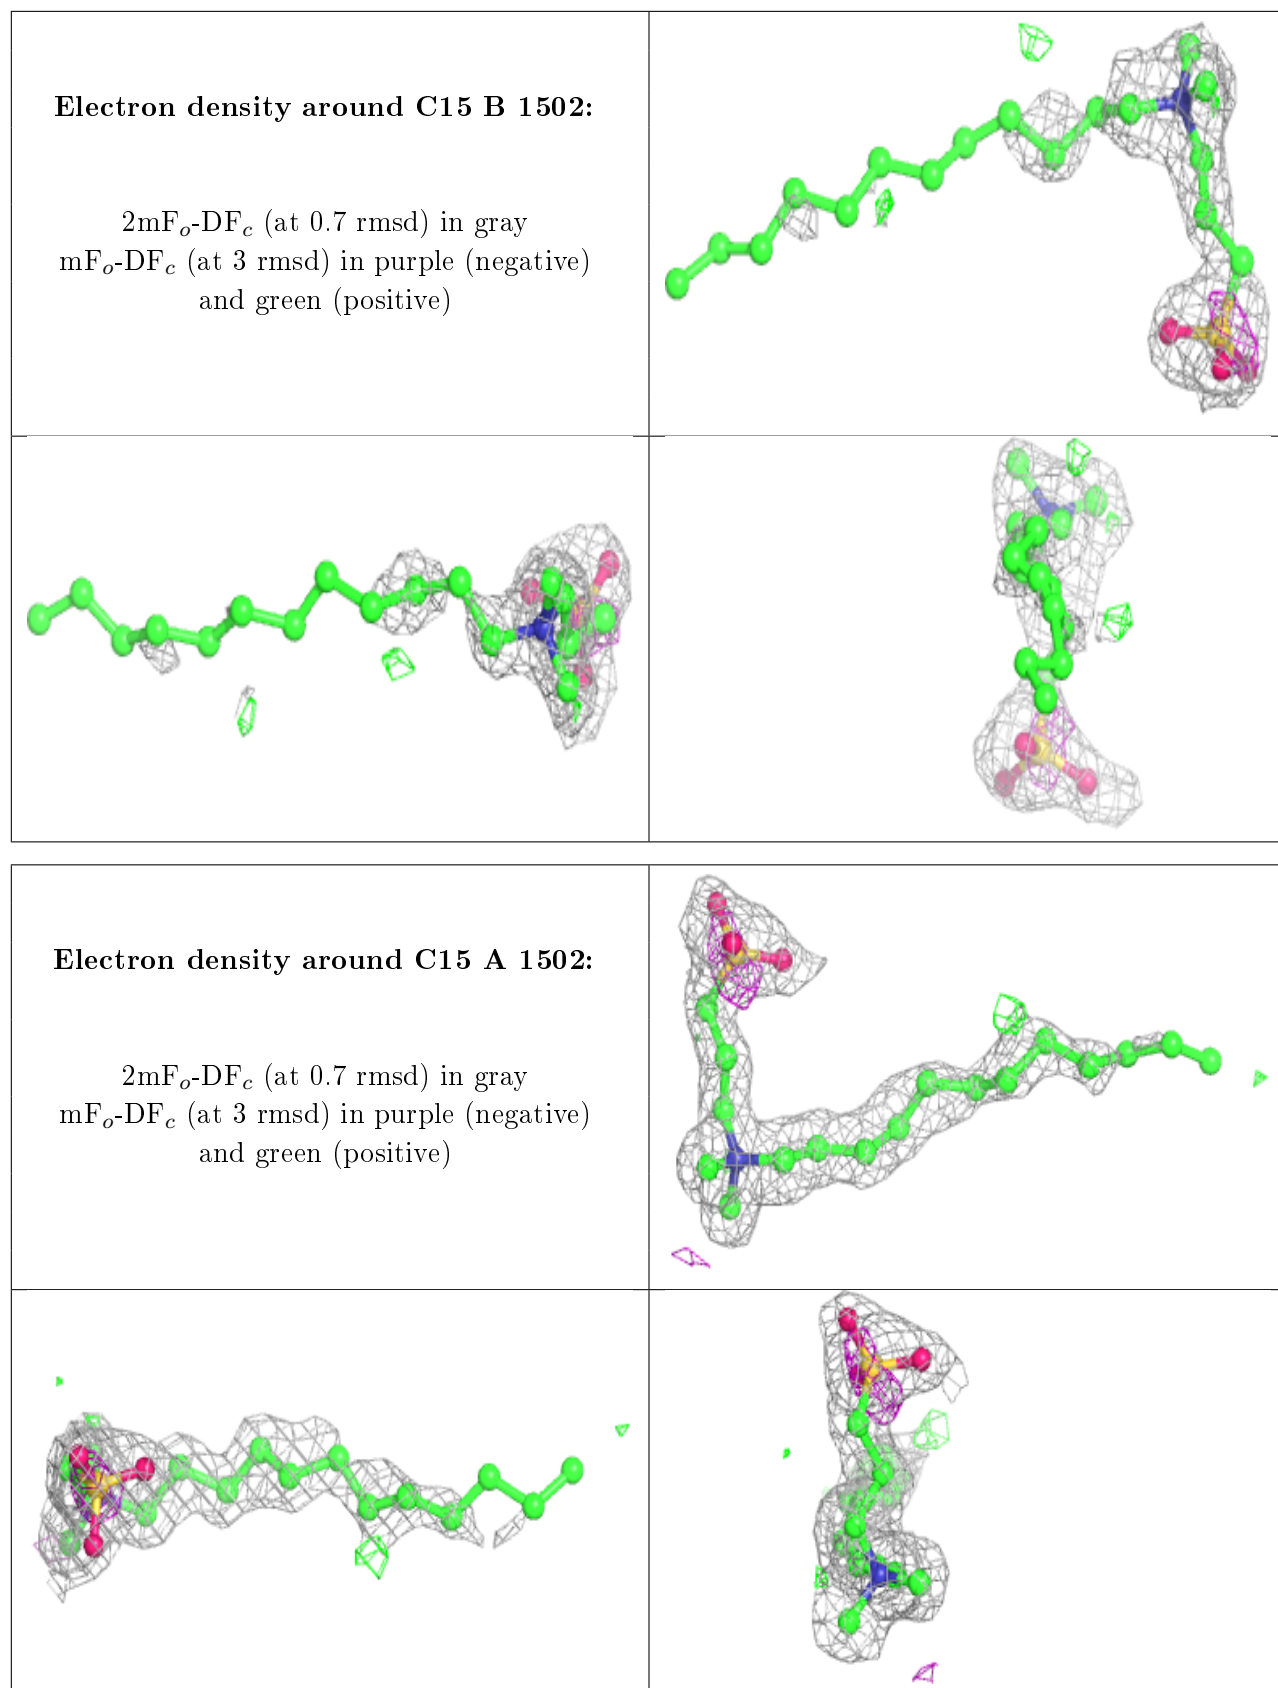 Electron density around C15 B 1502:
2mFo-DFc (at 0.7 rmsd) in gray
mFo-DFc (at 3 rmsd) in purple (negative)
and green (positive)
Electron density around C15 A 1502:
2mFo-DFc (at 0.7 rmsd) in gray
mFo-DFc (at 3 rmsd) in purple (negative)
and green (positive)